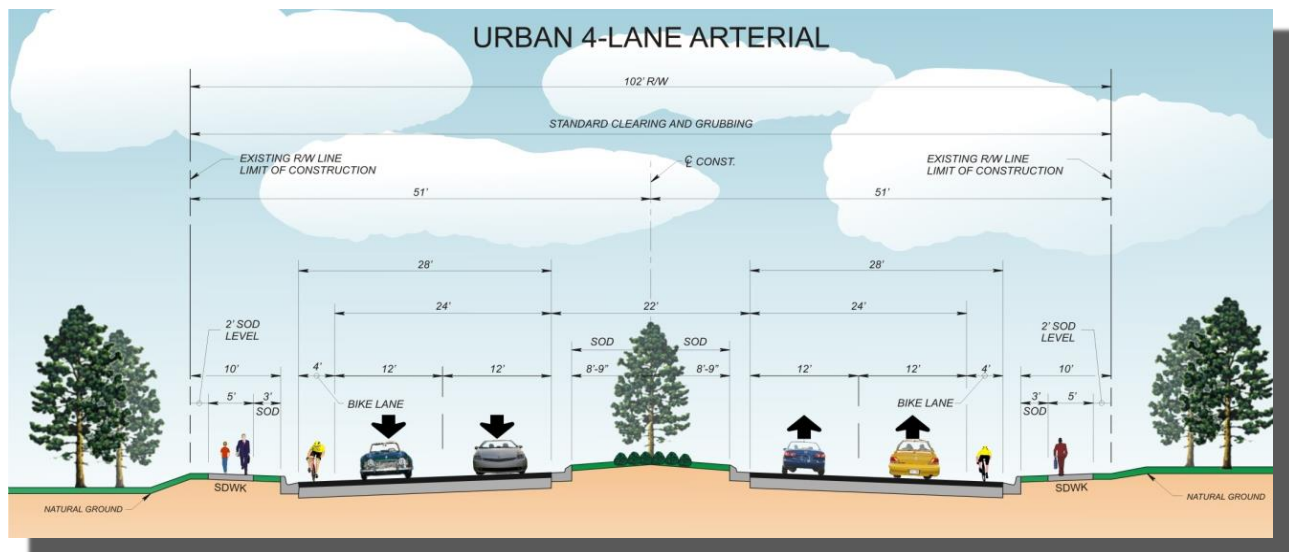 URBAN 4-LANE ARTERIAL
102' R/W
STANDARD CLEARING AND GRUBBING
EXISTING R/W LINE
LIMIT OF CONSTRUCTION
℄ CONST.
EXISTING R/W LINE
LIMIT OF CONSTRUCTION
51'
51'
28'
28'
24'
22'
24'
2' SOD
LEVEL
SOD
SOD
2' SOD
LEVEL
10'
4'
12'
12'
8'-9"
8'-9"
12'
12'
4'
10'
5'
3'
SOD
BIKE LANE
BIKE LANE
3'
SOD
5'
SDWK
SDWK
NATURAL GROUND
NATURAL GROUND